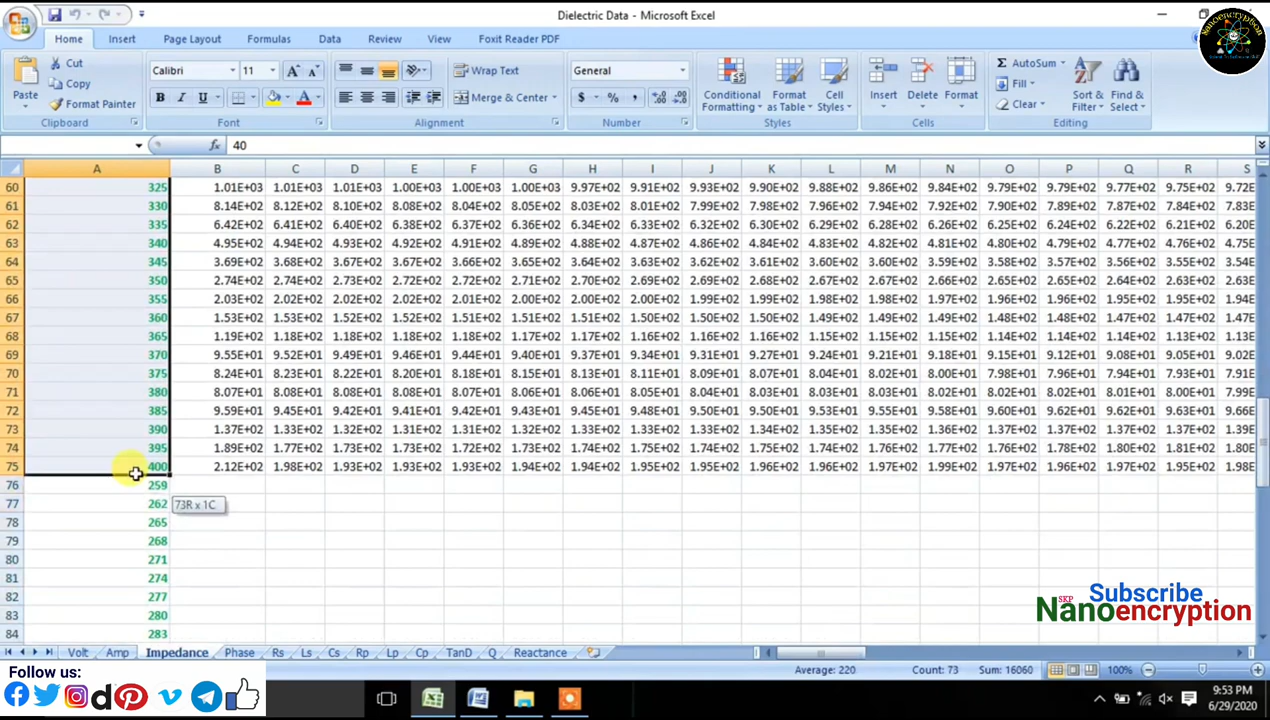 Dielectric Data - Microsoft Excel
Home Insert Page Layout Formulas Data Review View Foxit Reader PDF
Nanoencryption
Paste
Cut
Copy
Format Painter
Clipboard
Calibri 11
B I U
Font
Wrap Text
Merge & Center
Alignment
General
$ % ,
Number
Conditional Formatting
Format as Table
Cell Styles
Styles
Insert Delete Format
Cells
AutoSum
Fill
Clear
Sort & Filter
Find & Select
Editing
fx 40
A B C D E F G H I J K L M N O P Q R S
60 325 1.01E+03 1.01E+03 1.01E+03 1.00E+03 1.00E+03 1.00E+03 9.97E+02 9.91E+02 9.93E+02 9.90E+02 9.88E+02 9.86E+02 9.84E+02 9.79E+02 9.79E+02 9.77E+02 9.75E+02 9.72E
61 330 8.14E+02 8.12E+02 8.10E+02 8.08E+02 8.04E+02 8.05E+02 8.03E+02 8.01E+02 7.99E+02 7.98E+02 7.96E+02 7.94E+02 7.92E+02 7.90E+02 7.89E+02 7.87E+02 7.84E+02 7.83E
62 335 6.42E+02 6.41E+02 6.40E+02 6.38E+02 6.37E+02 6.36E+02 6.34E+02 6.33E+02 6.32E+02 6.30E+02 6.29E+02 6.28E+02 6.26E+02 6.25E+02 6.24E+02 6.22E+02 6.21E+02 6.20E
63 340 4.95E+02 4.94E+02 4.93E+02 4.92E+02 4.91E+02 4.89E+02 4.88E+02 4.87E+02 4.86E+02 4.84E+02 4.83E+02 4.82E+02 4.81E+02 4.80E+02 4.79E+02 4.77E+02 4.76E+02 4.75E
64 345 3.69E+02 3.68E+02 3.67E+02 3.67E+02 3.66E+02 3.65E+02 3.64E+02 3.63E+02 3.62E+02 3.61E+02 3.60E+02 3.59E+02 3.58E+02 3.57E+02 3.56E+02 3.55E+02 3.54E+02 3.54E
65 350 2.74E+02 2.74E+02 2.73E+02 2.72E+02 2.72E+02 2.71E+02 2.70E+02 2.69E+02 2.69E+02 2.68E+02 2.67E+02 2.67E+02 2.66E+02 2.65E+02 2.65E+02 2.64E+02 2.63E+02 2.63E
66 355 2.03E+02 2.02E+02 2.02E+02 2.02E+02 2.01E+02 2.00E+02 2.00E+02 2.00E+02 1.99E+02 1.99E+02 1.98E+02 1.98E+02 1.97E+02 1.96E+02 1.96E+02 1.95E+02 1.95E+02 1.94E
67 360 1.53E+02 1.53E+02 1.52E+02 1.52E+02 1.51E+02 1.51E+02 1.51E+02 1.50E+02 1.50E+02 1.50E+02 1.49E+02 1.49E+02 1.49E+02 1.48E+02 1.48E+02 1.47E+02 1.47E+02 1.47E
68 365 1.19E+02 1.18E+02 1.18E+02 1.18E+02 1.18E+02 1.17E+02 1.17E+02 1.16E+02 1.16E+02 1.16E+02 1.15E+02 1.15E+02 1.15E+02 1.14E+02 1.14E+02 1.14E+02 1.13E+02 1.13E
69 370 9.55E+01 9.52E+01 9.49E+01 9.46E+01 9.44E+01 9.40E+01 9.37E+01 9.34E+01 9.31E+01 9.27E+01 9.24E+01 9.21E+01 9.18E+01 9.15E+01 9.12E+01 9.08E+01 9.05E+01 9.02E
70 375 8.24E+01 8.23E+01 8.22E+01 8.20E+01 8.18E+01 8.15E+01 8.13E+01 8.11E+01 8.09E+01 8.07E+01 8.04E+01 8.02E+01 8.00E+01 7.98E+01 7.96E+01 7.94E+01 7.93E+01 7.91E
71 380 8.07E+01 8.08E+01 8.08E+01 8.08E+01 8.07E+01 8.06E+01 8.06E+01 8.05E+01 8.04E+01 8.03E+01 8.02E+01 8.01E+01 8.00E+01 7.98E+01 8.02E+01 8.01E+01 8.00E+01 7.99E
72 385 9.59E+01 9.45E+01 9.42E+01 9.41E+01 9.42E+01 9.43E+01 9.45E+01 9.48E+01 9.50E+01 9.50E+01 9.53E+01 9.55E+01 9.58E+01 9.60E+01 9.64E+01 9.61E+01 9.63E+01 9.66E
73 390 1.37E+02 1.33E+02 1.32E+02 1.31E+02 1.31E+02 1.32E+02 1.32E+02 1.33E+02 1.33E+02 1.34E+02 1.34E+02 1.35E+02 1.35E+02 1.36E+02 1.37E+02 1.36E+02 1.36E+02 1.37E
74 395 1.89E+02 1.77E+02 1.73E+02 1.73E+02 1.72E+02 1.73E+02 1.74E+02 1.75E+02 1.75E+02 1.74E+02 1.76E+02 1.77E+02 1.77E+02 1.76E+02 1.76E+02 1.78E+02 1.80E+02 1.80E
75 400 2.12E+02 1.98E+02 1.93E+02 1.93E+02 1.93E+02 1.94E+02 1.94E+02 1.95E+02 1.95E+02 1.96E+02 1.96E+02 1.97E+02 1.99E+02 1.97E+02 1.96E+02 1.97E+02 1.95E+02 1.98E
76 259
77 262 73R x 1C
78 265
79 268
80 271
81 274
82 277
83 280
84 283
Subscribe
SKP
Nanoencryption
Volt Amp Impedance Phase Rs Ls Cs Rp Lp Cp TanD Q Reactance
Follow us:
Average: 220 Count: 73 Sum: 16060 100%
9:53 PM
6/29/2020